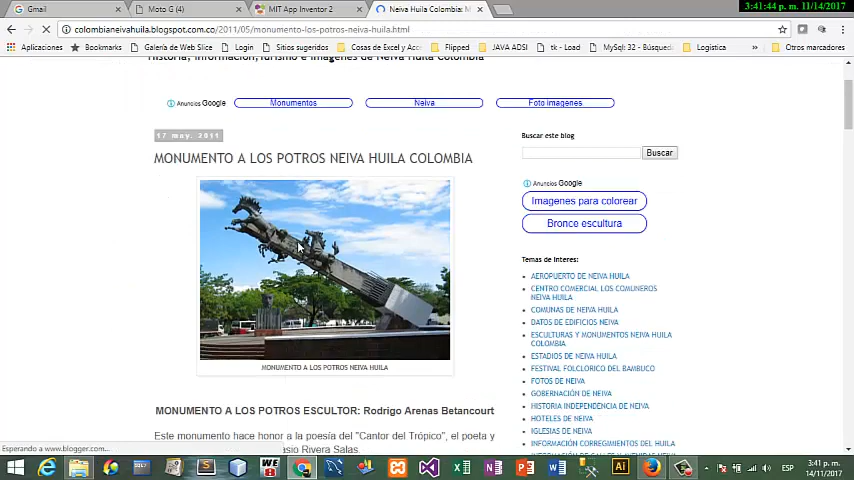 3:41:44 p.m. 11/14/2017
Gmail
Moto G (4)
MIT App Inventor 2
Neiva Huila Colombia: M
colombianeivahuila.blogspot.com.co/2011/05/monumento-los-potros-neiva-huila.html
Aplicaciones
Bookmarks
Galería de Web Slice
Login
Sitios sugeridos
Cosas de Excel y Acc
Flipped
JAVA ADSI
tk - Load
MySql: 32 - Búsqued
Logistica
»
Otros marcadores
Historia, Información,Turismo e Imagenes de Neiva Huila Colombia
Anuncios Google
Monumentos
Neiva
Foto imagenes
17 may. 2011
MONUMENTO A LOS POTROS NEIVA HUILA COLOMBIA
MONUMENTO A LOS POTROS NEIVA HUILA
MONUMENTO A LOS POTROS ESCULTOR: Rodrigo Arenas Betancourt
Este monumento hace honor a la poesía del "Cantor del Trópico", el poeta y
asio Rivera Salas.
Buscar este blog
Buscar
Anuncios Google
Imagenes para colorear
Bronce escultura
Temas de Interes:
AEROPUERTO DE NEIVA HUILA
CENTRO COMERCIAL LOS COMUNEROS
NEIVA HUILA
COMUNAS DE NEIVA HUILA
DATOS DE EDIFICIOS NEIVA
ESCULTURAS Y MONUMENTOS NEIVA HUILA
COLOMBIA
ESTADIOS DE NEIVA HUILA
FESTIVAL FOLCLORICO DEL BAMBUCO
FOTOS DE NEIVA
GOBERNACIÓN DE NEIVA
HISTORIA INDEPENDENCIA DE NEIVA
HOTELES DE NEIVA
IGLESIAS DE NEIVA
INFORMACIÓN CORREGIMIENTOS DEL HUILA
Esperando a www.blogger.com...
ESP
3:41 p.m.
14/11/2017